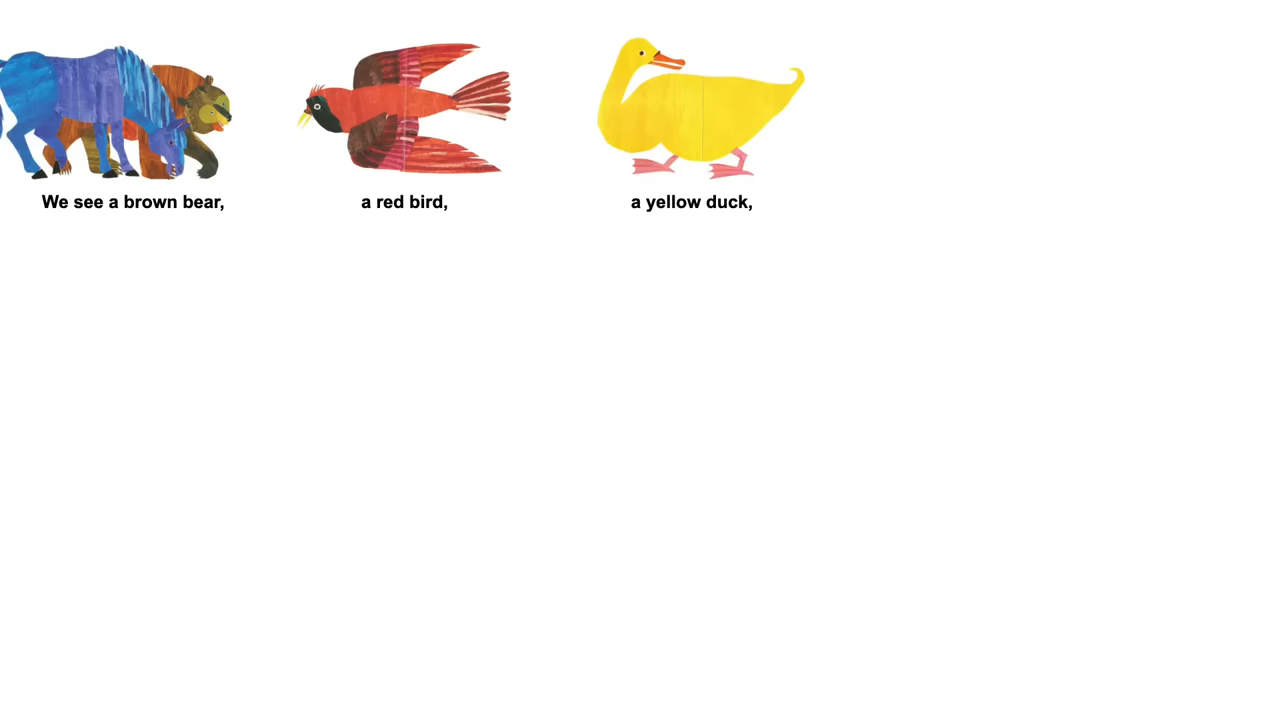 We see a brown bear,
a red bird,
a yellow duck,